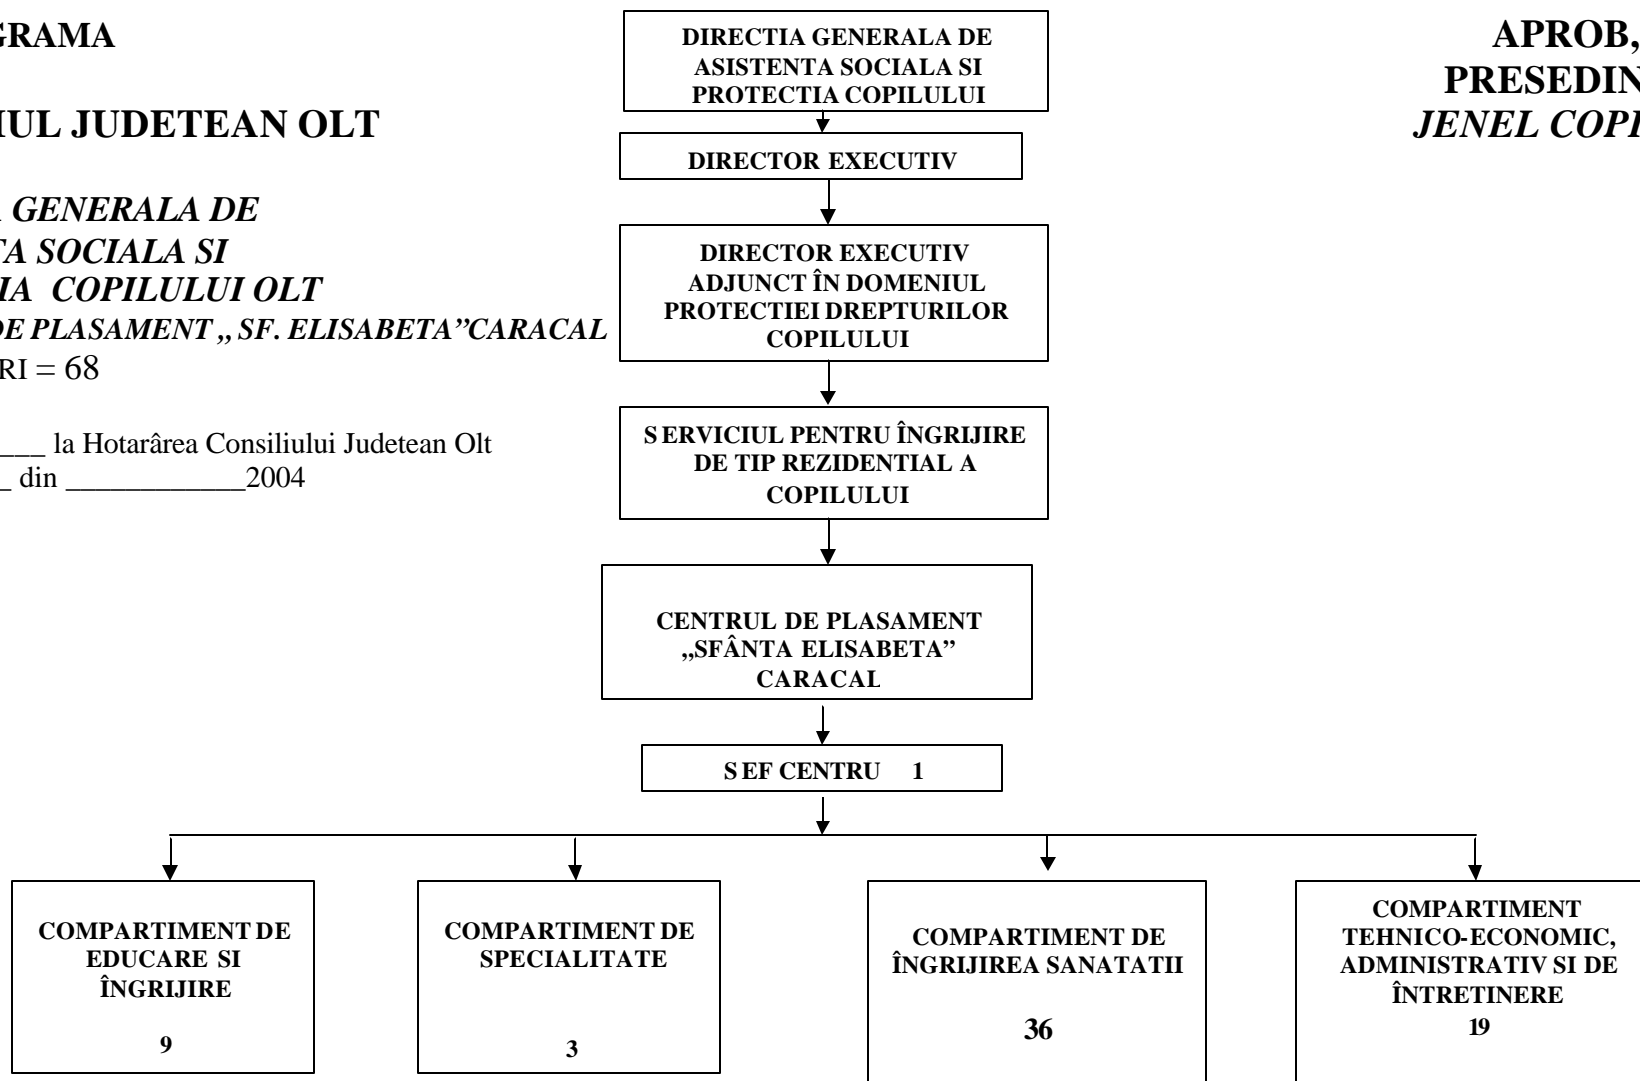 GRAMA
IUL JUDETEAN OLT
A GENERALA DE
TA SOCIALA SI
IA COPILULUI OLT
DE PLASAMENT „ SF. ELISABETA”CARACAL
RI = 68
____ la Hotarârea Consiliului Judetean Olt
_ din ____________2004
APROB,
PRESEDIN
JENEL COPI
DIRECTIA GENERALA DE
ASISTENTA SOCIALA SI
PROTECTIA COPILULUI
DIRECTOR EXECUTIV
DIRECTOR EXECUTIV
ADJUNCT ÎN DOMENIUL
PROTECTIEI DREPTURILOR
COPILULUI
SERVICIUL PENTRU ÎNGRIJIRE
DE TIP REZIDENTIAL A
COPILULUI
CENTRUL DE PLASAMENT
„SFÂNTA ELISABETA”
CARACAL
SEF CENTRU 1
COMPARTIMENT DE
EDUCARE SI
ÎNGRIJIRE
9
COMPARTIMENT DE
SPECIALITATE
3
COMPARTIMENT DE
ÎNGRIJIREA SANATATII
36
COMPARTIMENT
TEHNICO-ECONOMIC,
ADMINISTRATIV SI DE
ÎNTRETINERE
19